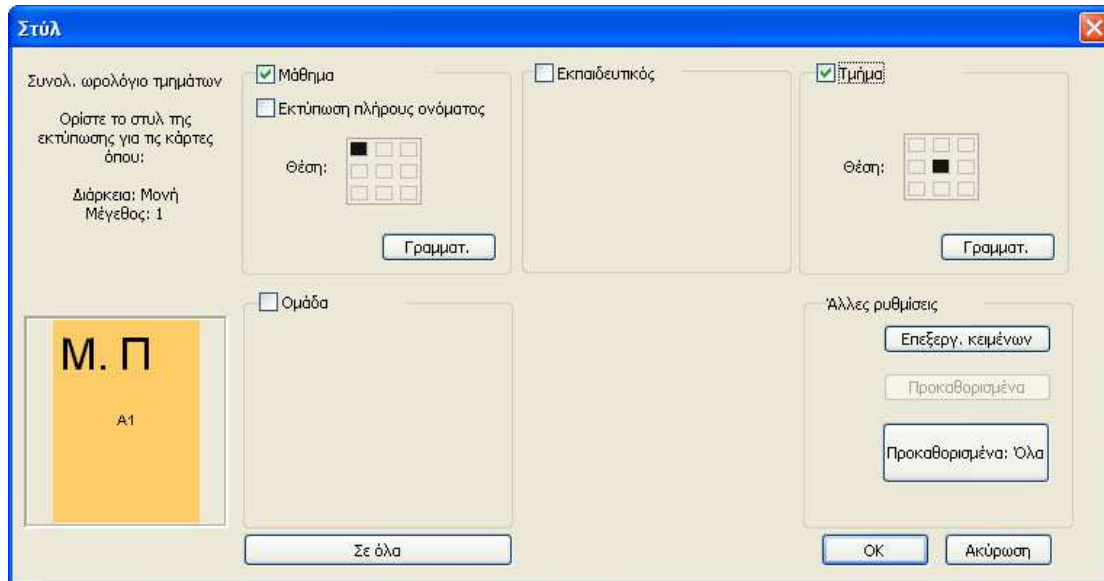 Στύλ
Συνολ. ωρολόγιο τμημάτων
Ορίστε το στυλ της
εκτύπωσης για τις κάρτες
όπου:
Διάρκεια: Μονή
Μέγεθος: 1
Μάθημα
Εκτύπωση πλήρους ονόματος
Θέση:
Γραμματ.
Εκπαιδευτικός
Τμήμα
Θέση:
Γραμματ.
Μ. Π
Α1
Ομάδα
Σε όλα
Άλλες ρυθμίσεις
Επεξεργ. κειμένων
Προκαθορισμένα
Προκαθορισμένα: Όλα
OK
Ακύρωση